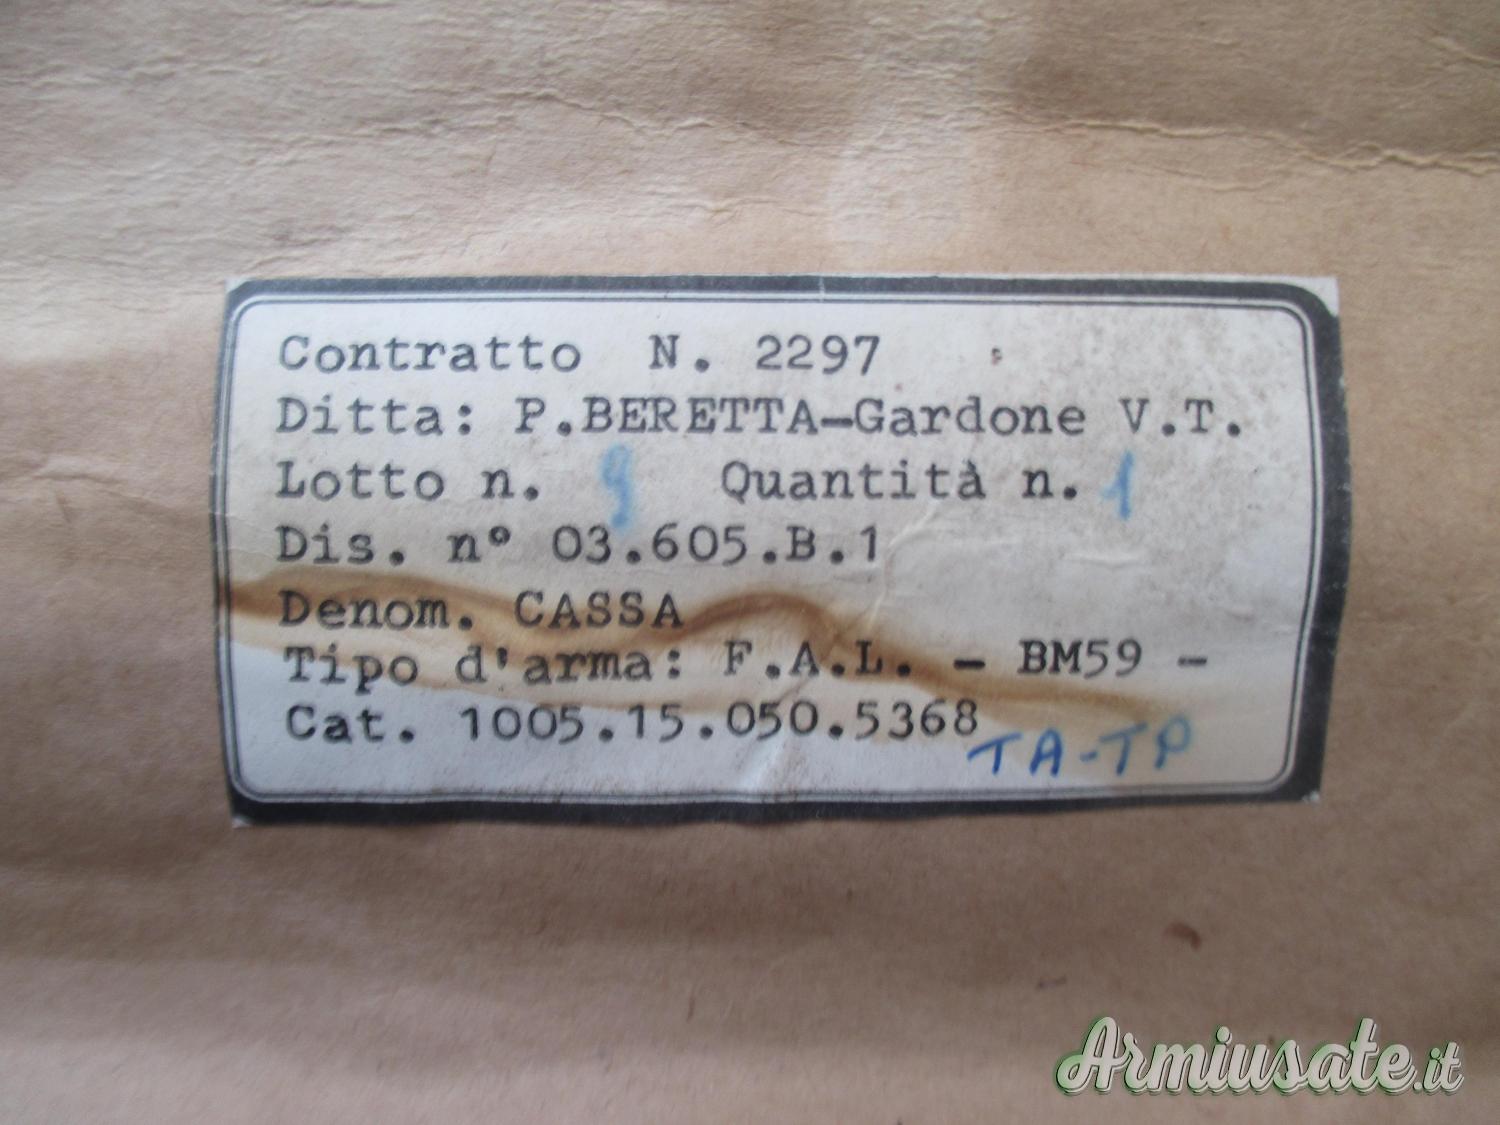 Contratto N. 2297
Ditta: P.BERETTA-Gardone V.T.
Lotto n. 9 Quantità n. 1
Dis. n° 03.605.B.1
Denom. CASSA
Tipo d'arma: F.A.L. - BM59 -
Cat. 1005.15.050.5368
TA-TP
Armiusate.it